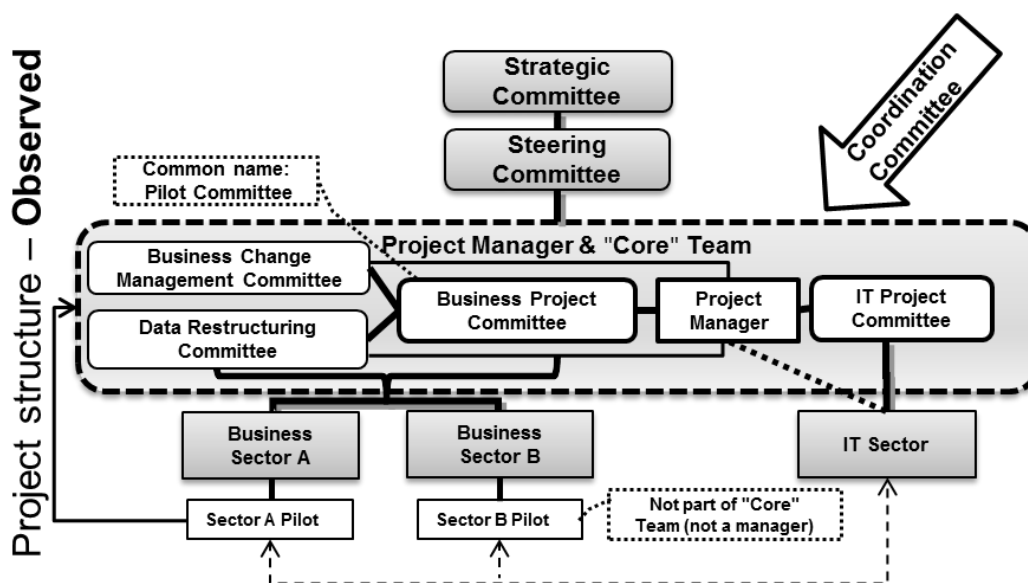 Project structure – Observed
Strategic
Committee
Coordination
Committee
Steering
Committee
Common name:
Pilot Committee
Project Manager & "Core" Team
Business Change
Management Committee
Business Project
Committee
Project
Manager
IT Project
Committee
Data Restructuring
Committee
Business
Sector A
Business
Sector B
IT Sector
Sector A Pilot
Sector B Pilot
Not part of "Core"
Team (not a manager)